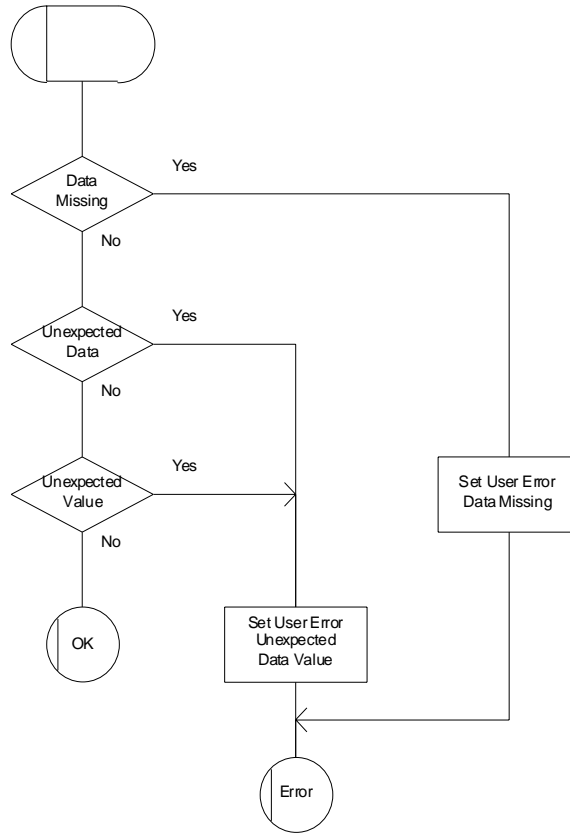 Yes
Data
Missing
No
Yes
Unexpected
Data
No
Yes
Unexpected
Value
No
Set User Error
Data Missing
OK
Set User Error
Unexpected
Data Value
Error